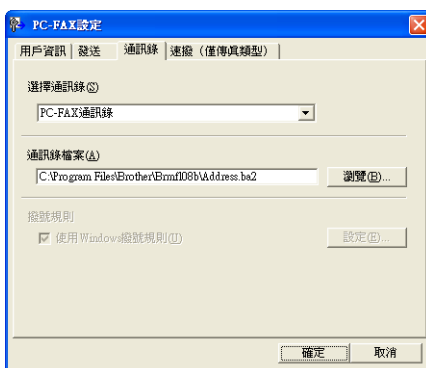 PC-FAX設定
用戶資訊 發送 通訊錄 速撥（僅傳真類型）
選擇通訊錄(S)
PC-FAX通訊錄
通訊錄檔案(A)
C:\Program Files\Brother\Brmfl08b\Address.ba2 瀏覽(B)...
撥號規則
使用Windows撥號規則(U) 設定(E)...
確定 取消